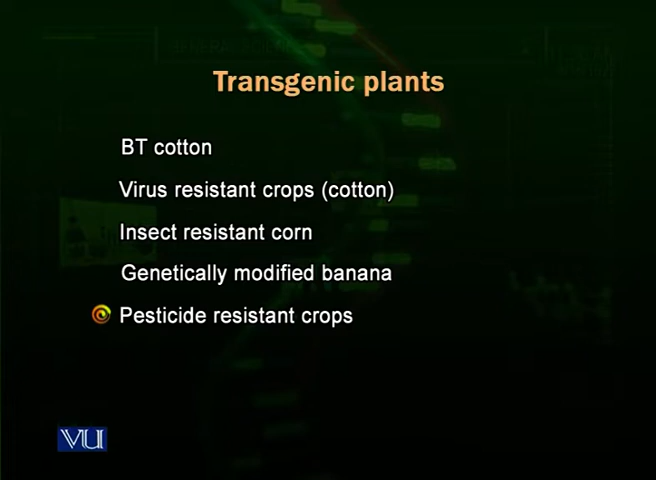 Transgenic plants
BT cotton
Virus resistant crops (cotton)
Insect resistant corn
Genetically modified banana
Pesticide resistant crops
VU